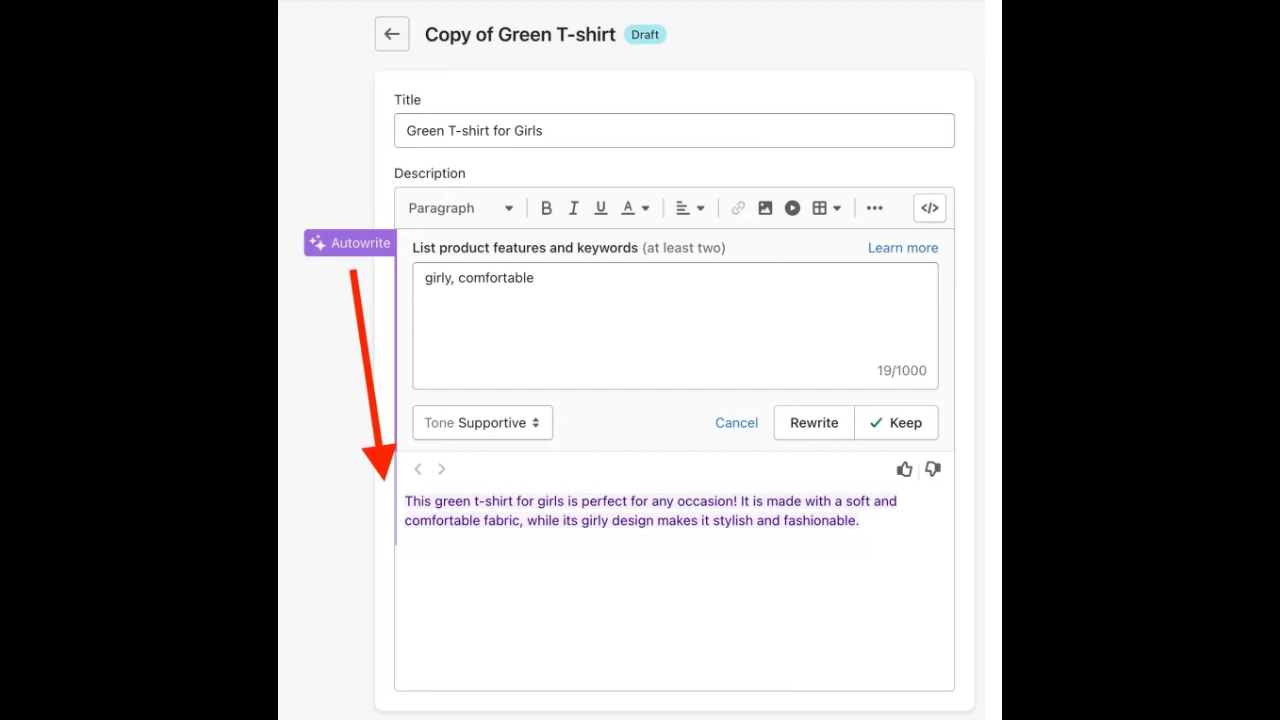 Copy of Green T-shirt Draft
Title
Green T-shirt for Girls
Description
Paragraph B I U A </>
Autowrite
List product features and keywords (at least two) Learn more
girly, comfortable
19/1000
Tone Supportive Cancel Rewrite Keep
This green t-shirt for girls is perfect for any occasion! It is made with a soft and
comfortable fabric, while its girly design makes it stylish and fashionable.